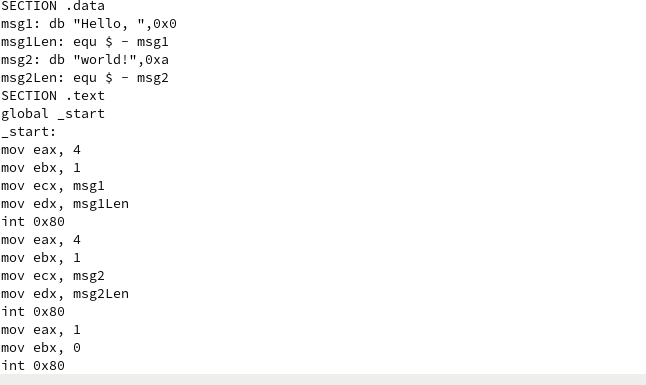 SECTION .data
msg1: db "Hello, ",0x0
msg1Len: equ $ - msg1
msg2: db "world!",0xa
msg2Len: equ $ - msg2
SECTION .text
global _start
_start:
mov eax, 4
mov ebx, 1
mov ecx, msg1
mov edx, msg1Len
int 0x80
mov eax, 4
mov ebx, 1
mov ecx, msg2
mov edx, msg2Len
int 0x80
mov eax, 1
mov ebx, 0
int 0x80